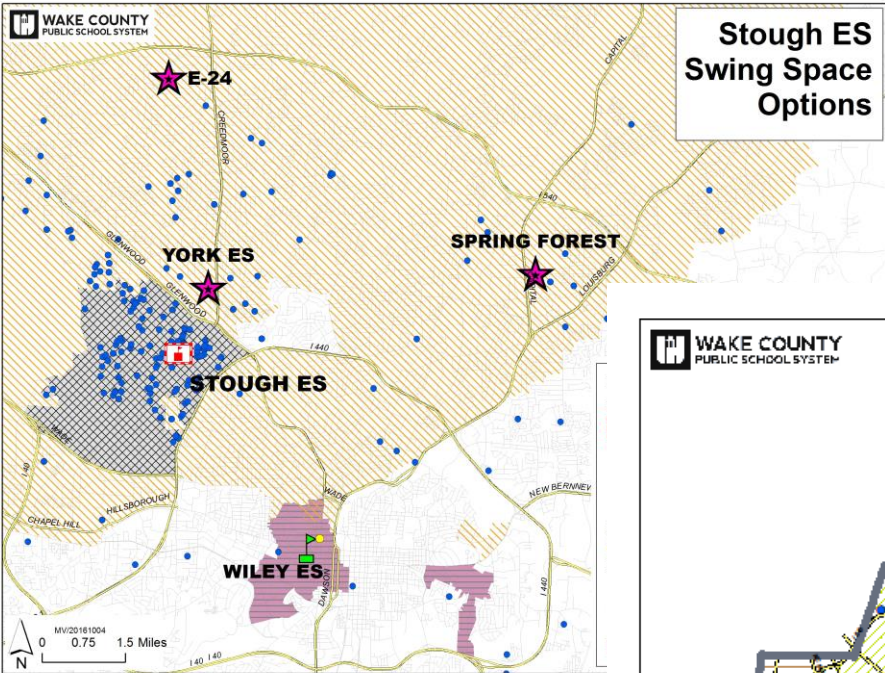 WAKE COUNTY
PUBLIC SCHOOL SYSTEM
Stough ES
Swing Space
Options
CAPITAL
E-24
CREEDMOOR
I 540
GLENWOOD
YORK ES
SPRING FOREST
GLENWOOD
LOUISBURG
I 440
WAKE COUNTY
PUBLIC SCHOOL SYSTEM
STOUGH ES
WADE
I 40
HILLSBOROUGH
CHAPEL HILL
WADE
WILEY ES
DAWSON
I 440
MV/20161004
0 0.75 1.5 Miles
N
I 40 I 40